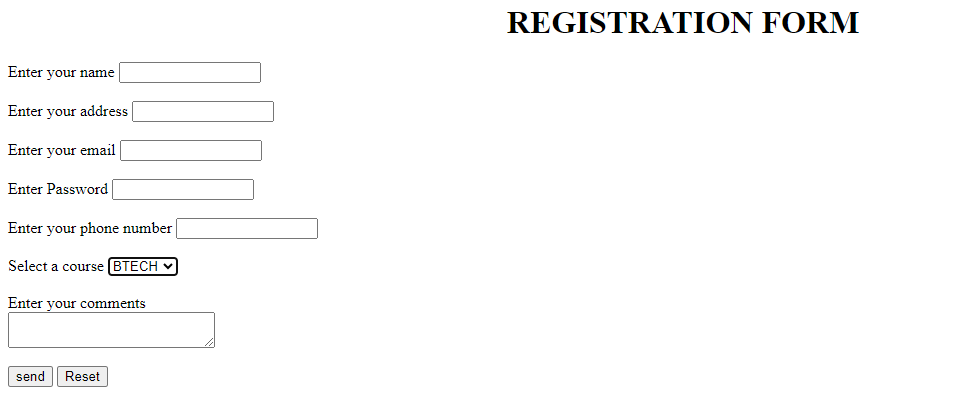 REGISTRATION FORM
Enter your name
Enter your address
Enter your email
Enter Password
Enter your phone number
Select a course BTECH
Enter your comments
send Reset